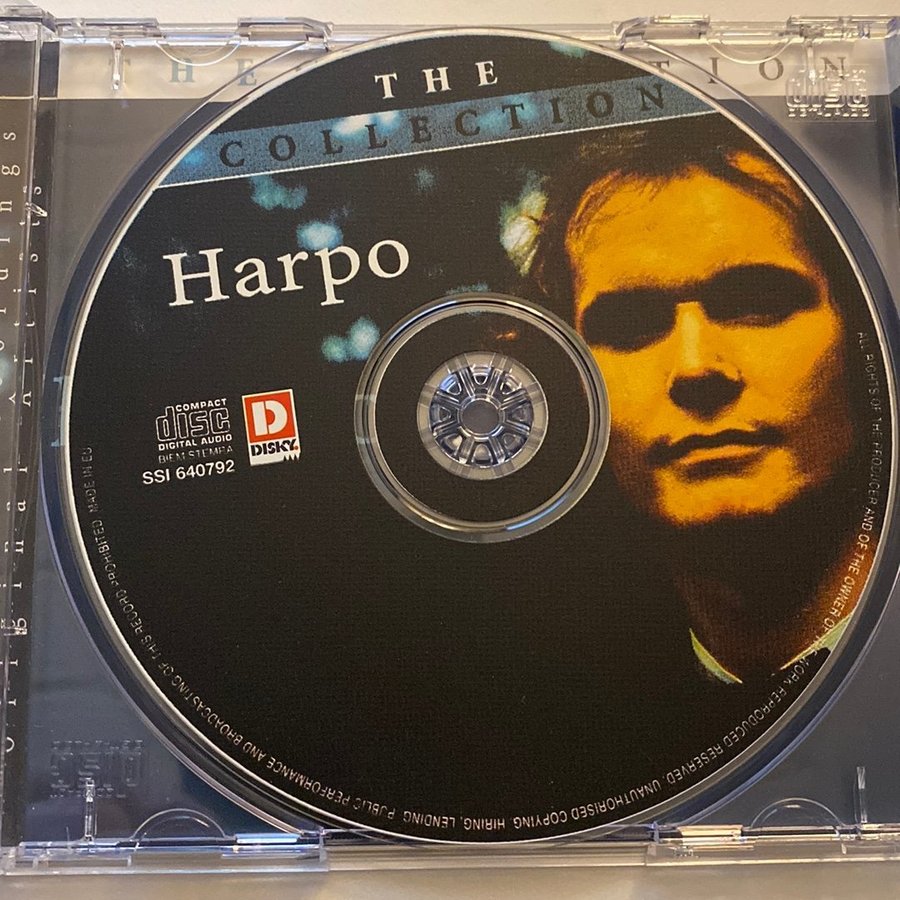 THE
COLLECTION
Harpo
COMPACT
disc
DIGITAL AUDIO
BIEM STEMRA
SSI 640792
D
DISKY
ALL RIGHTS OF THE PRODUCER AND OF THE OWNER OF THE WORK REPRODUCED RESERVED. UNAUTHORISED COPYING, HIRING, LENDING, PUBLIC PERFORMANCE AND BROADCASTING OF THIS RECORD PROHIBITED. MADE IN EU
Original Artists